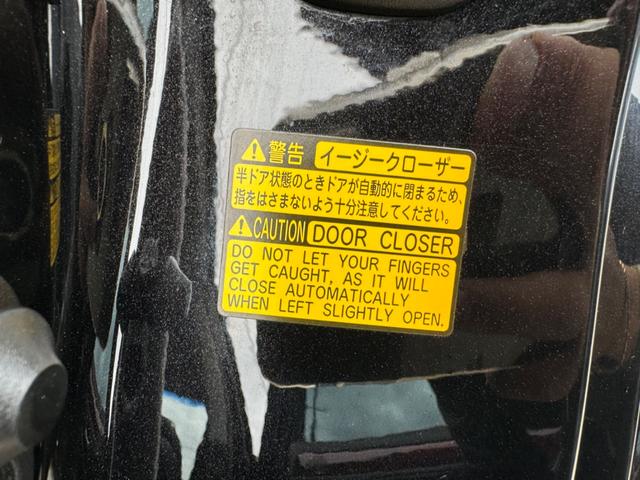 警告 イージークローザー
半ドア状態のときドアが自動的に閉まるため、
指をはさまないよう十分注意してください。
CAUTION DOOR CLOSER
DO NOT LET YOUR FINGERS
GET CAUGHT, AS IT WILL
CLOSE AUTOMATICALLY
WHEN LEFT SLIGHTLY OPEN.